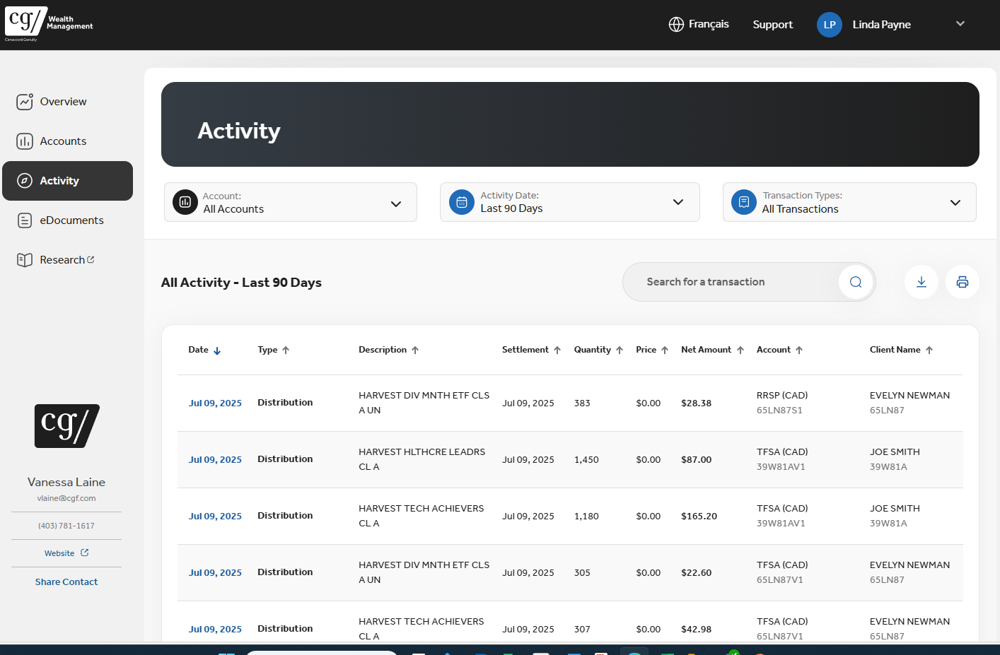 cg/ Wealth
Management
Canaccord Genuity
Français
Support
LP
Linda Payne
Overview
Accounts
Activity
eDocuments
Research
cg/
Vanessa Laine
vlaine@cgf.com
(403) 781-1617
Website
Share Contact
Activity
Account:
All Accounts
Activity Date:
Last 90 Days
Transaction Types:
All Transactions
All Activity - Last 90 Days
Search for a transaction
Date Type Description Settlement Quantity Price Net Amount Account Client Name
Jul 09, 2025 Distribution HARVEST DIV MNTH ETF CLS Jul 09, 2025 383 $0.00 $28.38 RRSP (CAD) EVELYN NEWMAN
A UN 65LN87S1 65LN87
Jul 09, 2025 Distribution HARVEST HLTHCRE LEADRS Jul 09, 2025 1,450 $0.00 $87.00 TFSA (CAD) JOE SMITH
CL A 39W81AV1 39W81A
Jul 09, 2025 Distribution HARVEST TECH ACHIEVERS Jul 09, 2025 1,180 $0.00 $165.20 TFSA (CAD) JOE SMITH
CL A 39W81AV1 39W81A
Jul 09, 2025 Distribution HARVEST DIV MNTH ETF CLS Jul 09, 2025 305 $0.00 $22.60 TFSA (CAD) EVELYN NEWMAN
A UN 65LN87V1 65LN87
Jul 09, 2025 Distribution HARVEST TECH ACHIEVERS Jul 09, 2025 307 $0.00 $42.98 TFSA (CAD) EVELYN NEWMAN
CL A 65LN87V1 65LN87